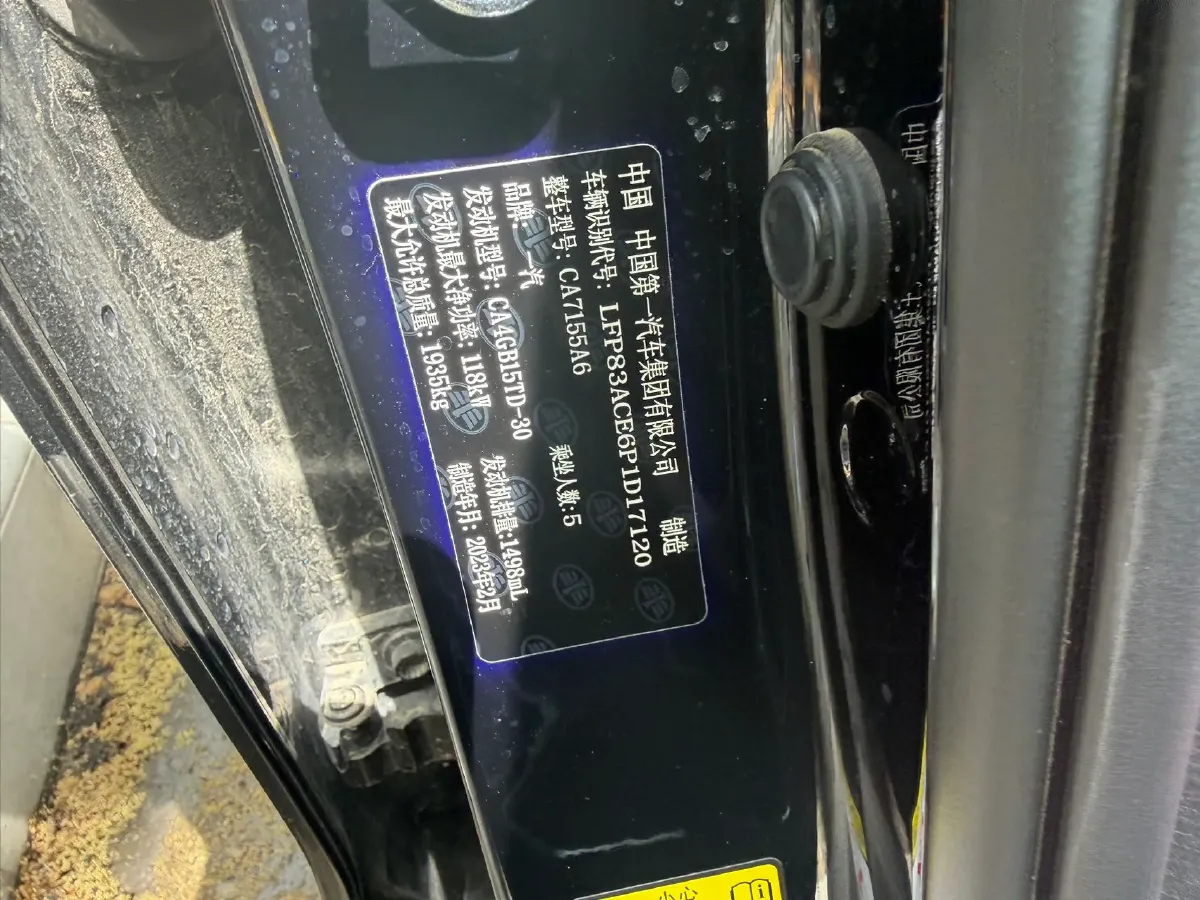 中国 中国第一汽车集团有限公司 制造
车辆识别代号: LFP83ACE6P1D17120
整车型号: CA7155A6 乘坐人数:5
品牌: 一汽
发动机型号: CA4GB15TD-30 发动机排量:1498mL
发动机最大净功率: 118kW 制造年月: 2023年2月
最大允许总质量: 1935kg
小心